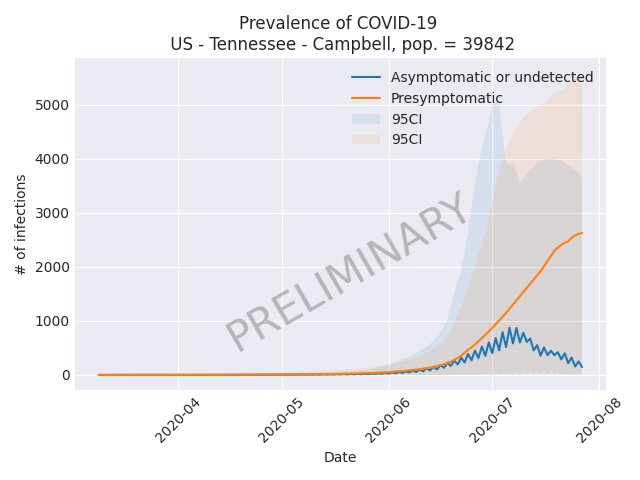 Prevalence of COVID-19
US - Tennessee - Campbell, pop. = 39842
Asymptomatic or undetected
Presymptomatic
95CI
95CI
5000
4000
3000
2000
1000
0
# of infections
PRELIMINARY
2020-04
2020-05
2020-06
2020-07
2020-08
Date